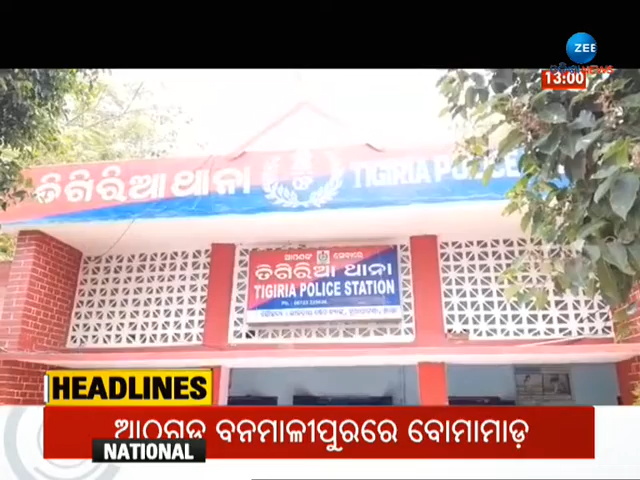 ZEE
13:00
ତିଗିରିଆ ଥାନା TIGIRIA POLICE
ତିଗିରିଆ ଥାନା
TIGIRIA POLICE STATION
HEADLINES
ଆଠଗଡ଼ ବନମାଳୀପୁରରେ ବୋମାମାଡ଼
NATIONAL